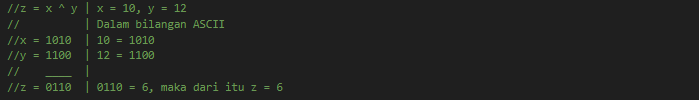 //z = x ^ y | x = 10, y = 12
//          | Dalam bilangan ASCII
//x = 1010  | 10 = 1010
//y = 1100  | 12 = 1100
//    ____  |
//z = 0110  | 0110 = 6, maka dari itu z = 6